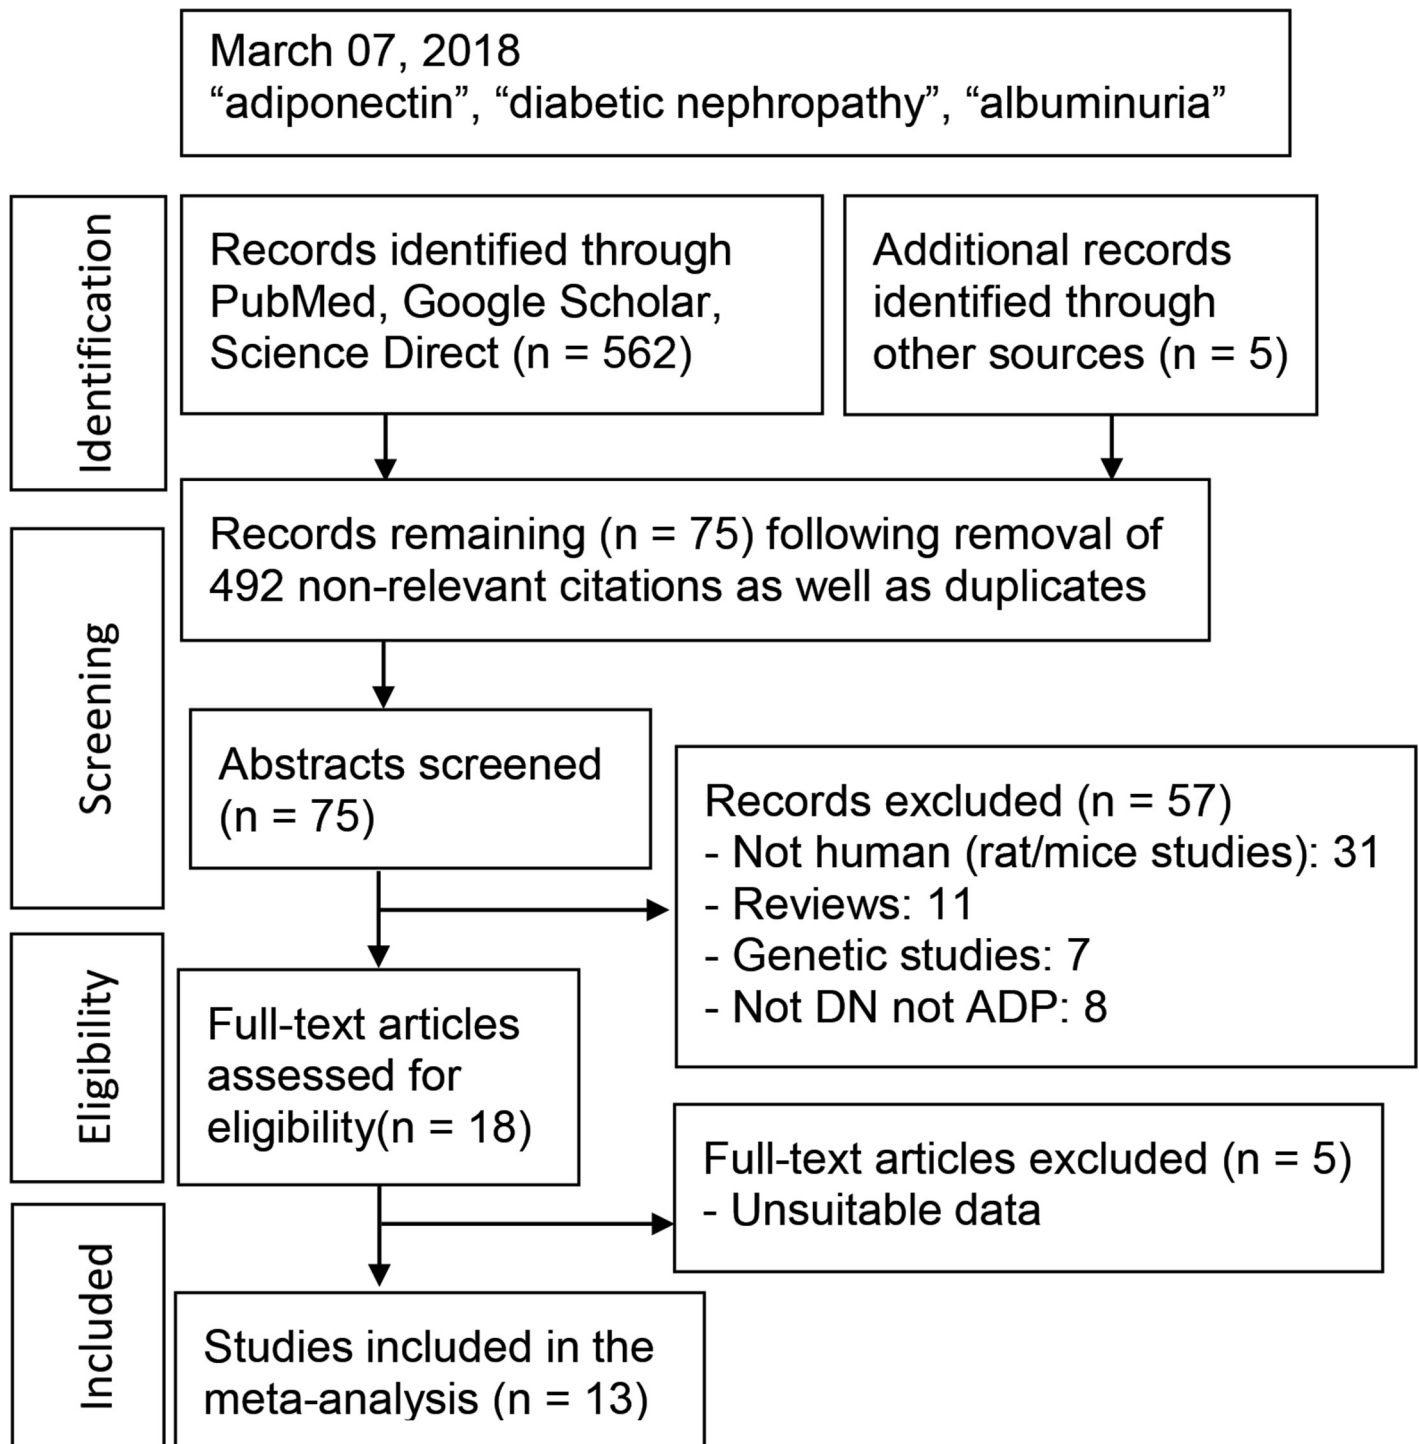 March 07, 2018
“adiponectin”, “diabetic nephropathy”, “albuminuria”
Identification
Records identified through
PubMed, Google Scholar,
Science Direct (n = 562)
Additional records
identified through
other sources (n = 5)
Screening
Records remaining (n = 75) following removal of
492 non-relevant citations as well as duplicates
Abstracts screened
(n = 75)
Records excluded (n = 57)
- Not human (rat/mice studies): 31
- Reviews: 11
- Genetic studies: 7
- Not DN not ADP: 8
Eligibility
Full-text articles
assessed for
eligibility(n = 18)
Full-text articles excluded (n = 5)
- Unsuitable data
Included
Studies included in the
meta-analysis (n = 13)